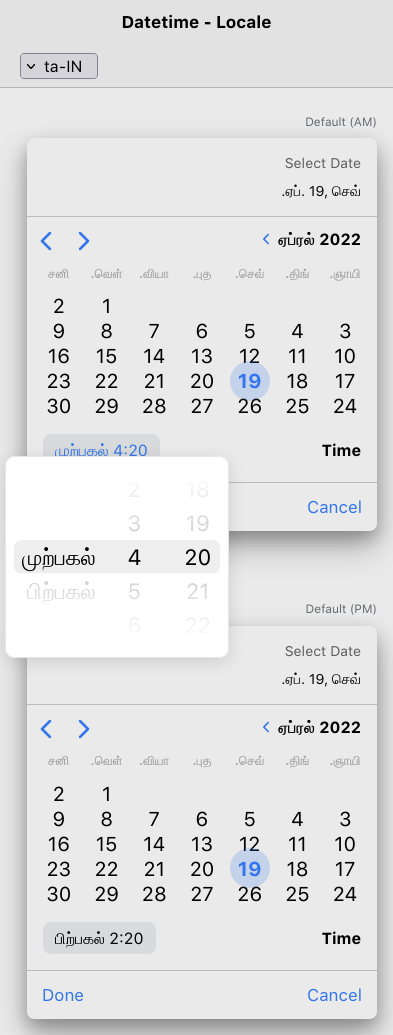 Datetime - Locale
ta-IN
Default (AM)
Select Date
.ஏப். 19, செவ்
ஏப்ரல் 2022
சனி .வெள் .வியா .புத .செவ் .திங் .ஞாயி
2 1
9 8 7 6 5 4 3
16 15 14 13 12 11 10
23 22 21 20 19 18 17
30 29 28 27 26 25 24
முற்பகல் 4:20 Time
Cancel
2 18
3 19
முற்பகல் 4 20
பிற்பகல் 5 21
6 22
Default (PM)
Select Date
.ஏப். 19, செவ்
ஏப்ரல் 2022
சனி .வெள் .வியா .புத .செவ் .திங் .ஞாயி
2 1
9 8 7 6 5 4 3
16 15 14 13 12 11 10
23 22 21 20 19 18 17
30 29 28 27 26 25 24
பிற்பகல் 2:20 Time
Done Cancel